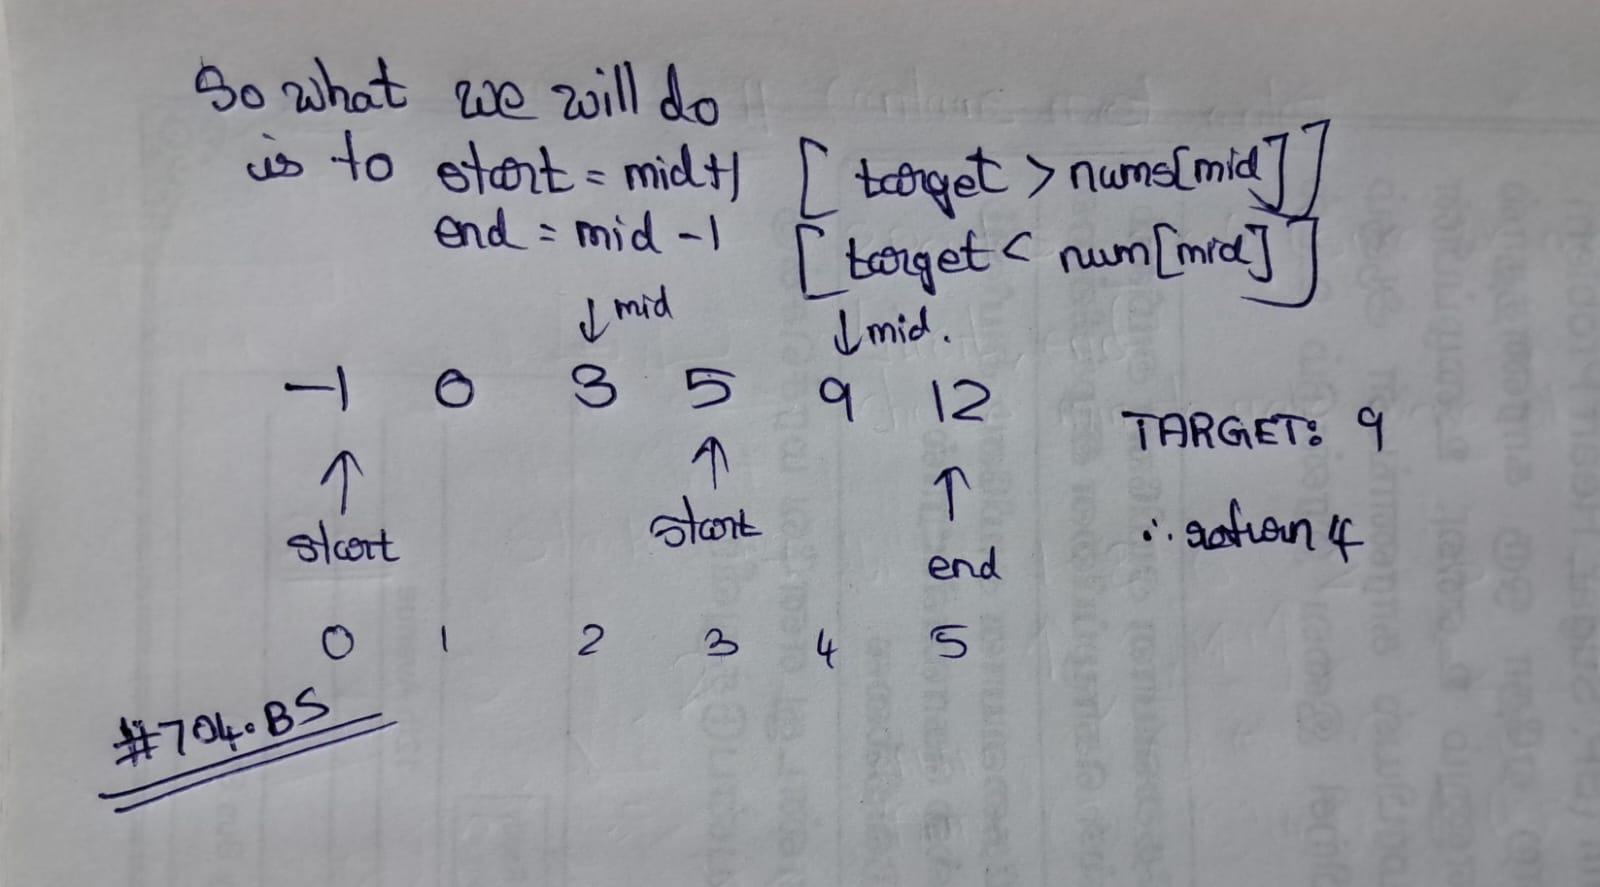 So what we will do
is to start = mid+1 [target > nums[mid]]
end = mid -1 [target < num[mid]]
↓mid ↓mid.
-1 0 3 5 9 12
TARGET: 9
↑ ↑ ↑
start start end
∴ return 4
0 1 2 3 4 5
#704.BS